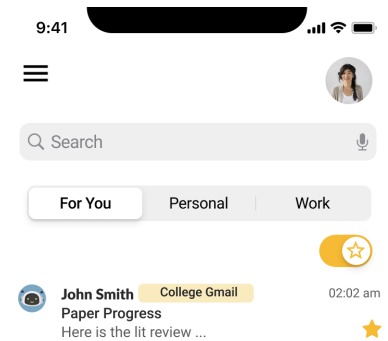 9:41
Search
For You Personal Work
John Smith College Gmail 02:02 am
Paper Progress
Here is the lit review ...